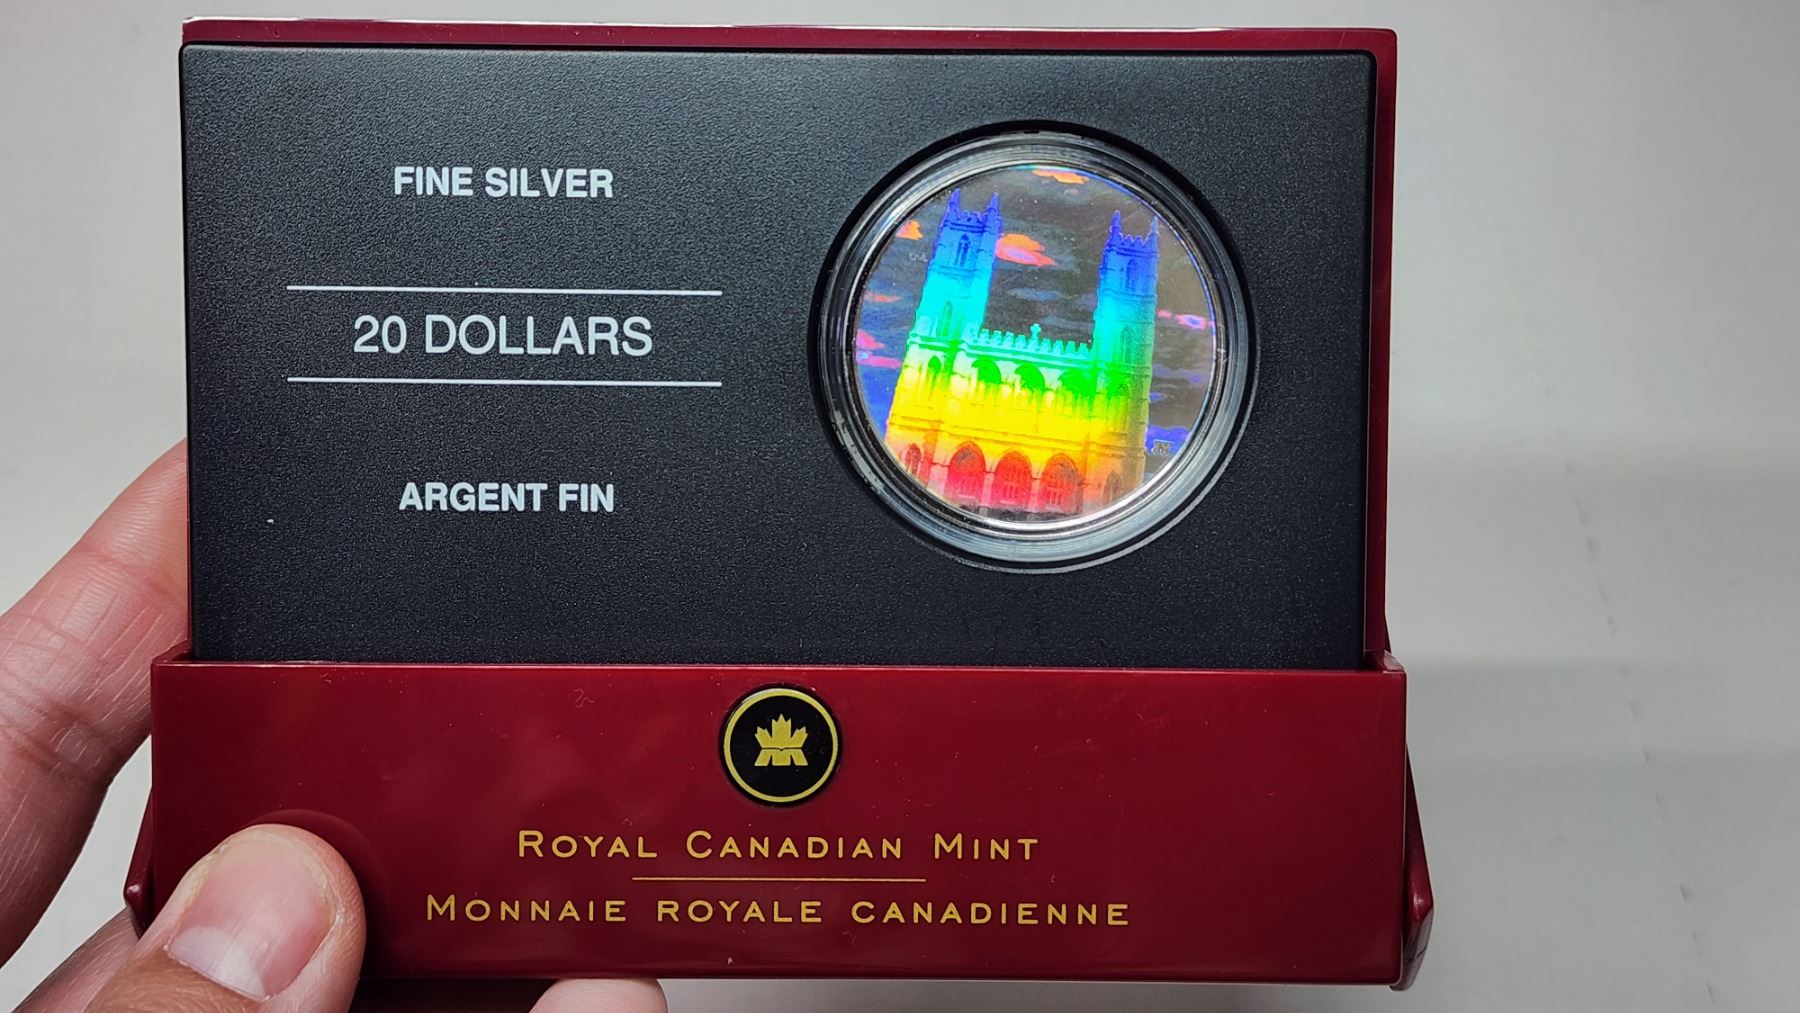 FINE SILVER
20 DOLLARS
ARGENT FIN
ROYAL CANADIAN MINT
MONNAIE ROYALE CANADIENNE